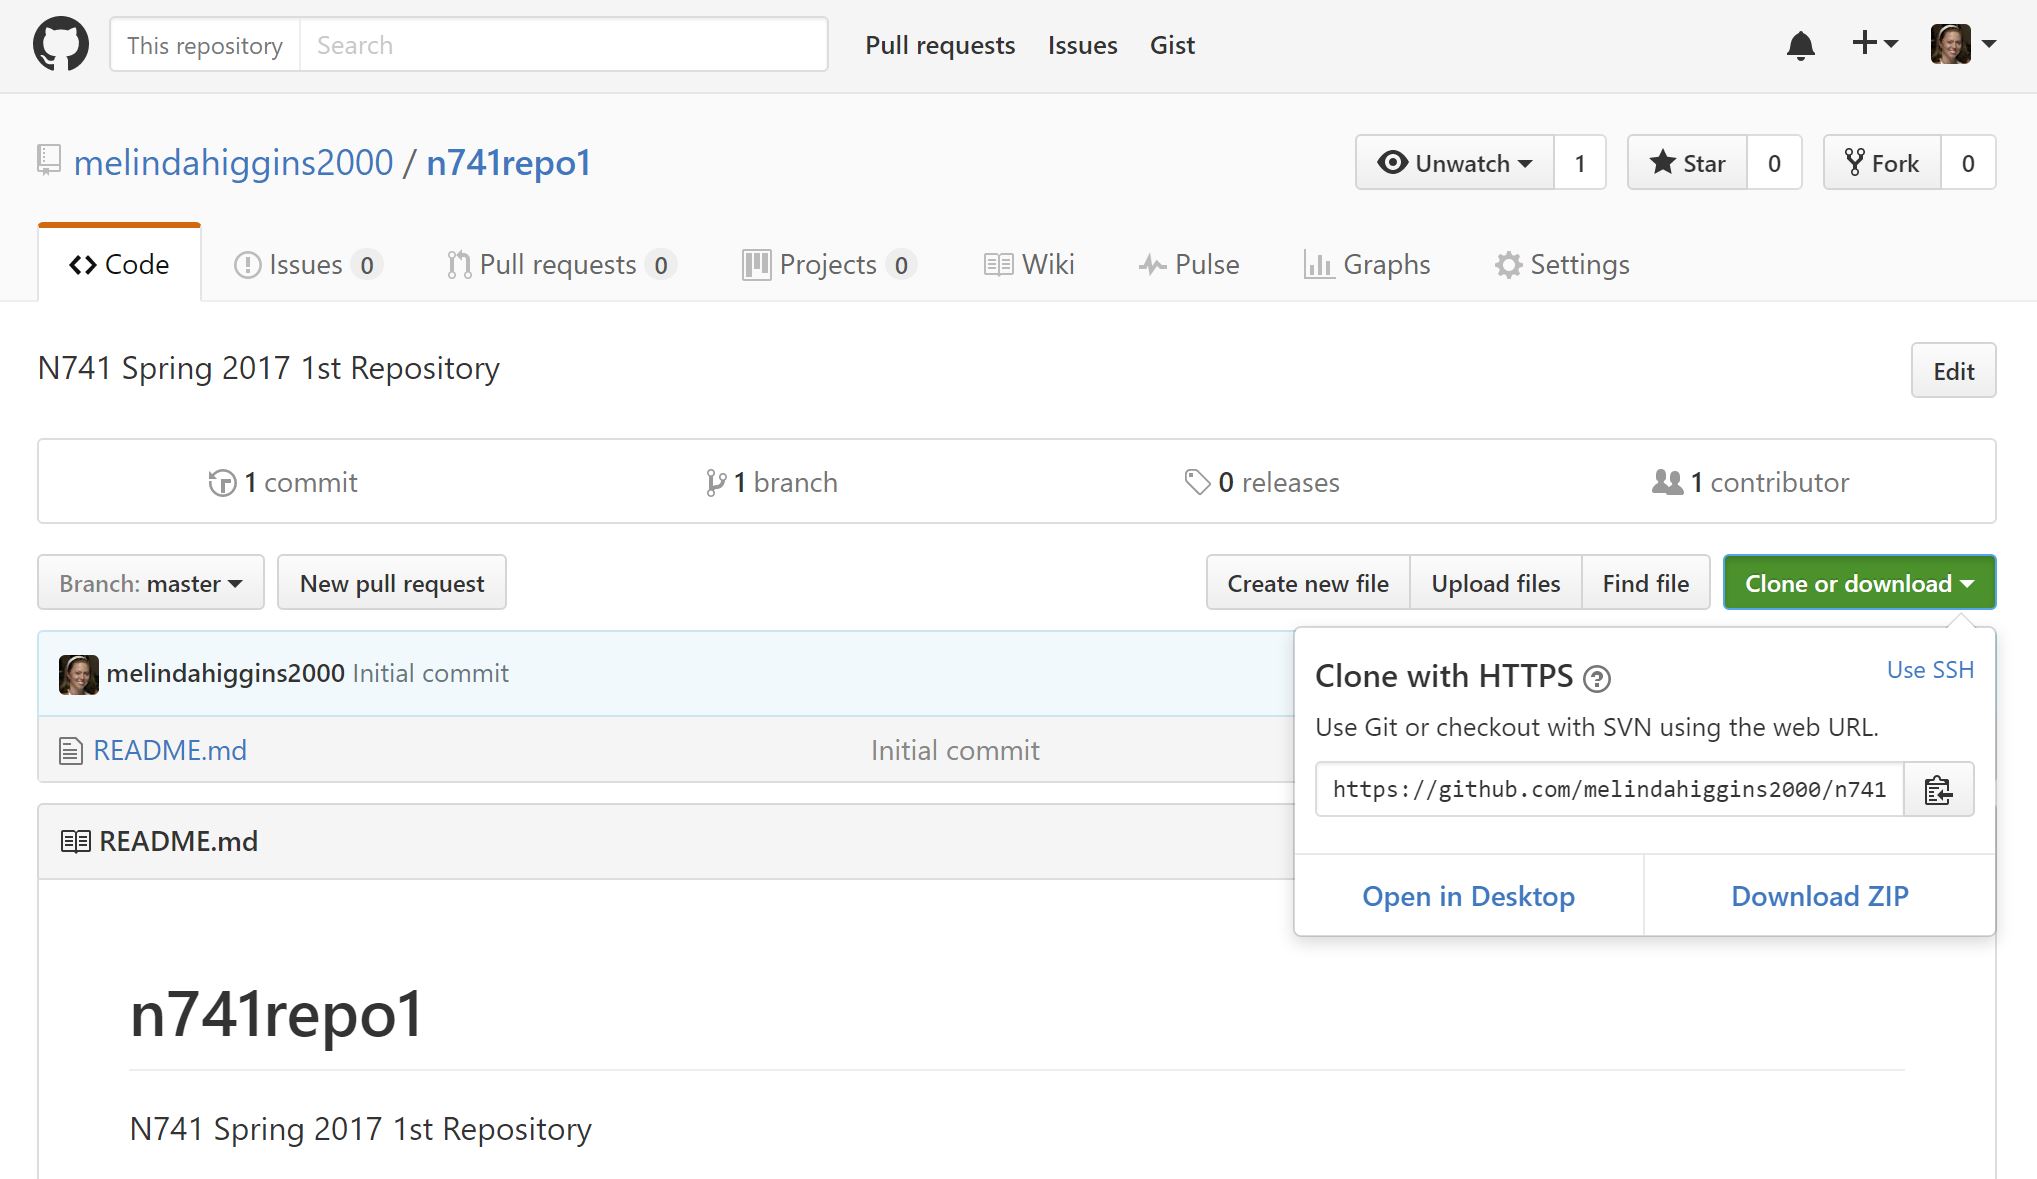 This repository Search Pull requests Issues Gist
melindahiggins2000 / n741repo1 Unwatch 1 Star 0 Fork 0
Code Issues 0 Pull requests 0 Projects 0 Wiki Pulse Graphs Settings
N741 Spring 2017 1st Repository Edit
1 commit 1 branch 0 releases 1 contributor
Branch: master New pull request Create new file Upload files Find file Clone or download
melindahiggins2000 Initial commit
README.md Initial commit
Clone with HTTPS ? Use SSH
Use Git or checkout with SVN using the web URL.
https://github.com/melindahiggins2000/n741
Open in Desktop Download ZIP
README.md
n741repo1
N741 Spring 2017 1st Repository